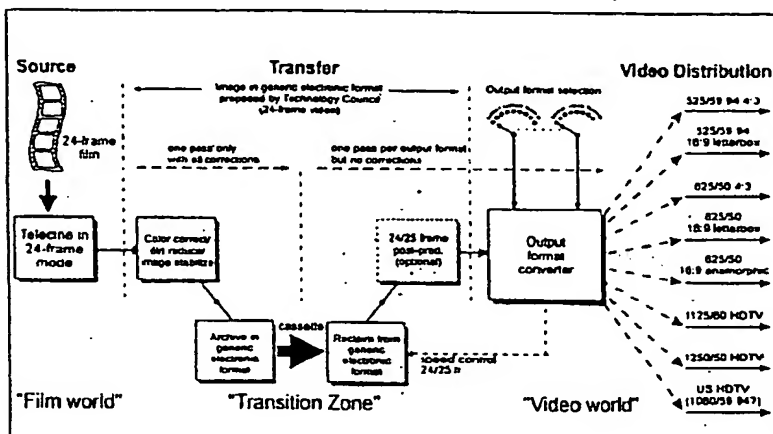 Source
Transfer
Video Distribution
Image in generic electronic format
proposed by Technology Council
(24-frame video)
Output format selection
24-frame
film
one pass only
with all corrections
one pass per output format
but no corrections
Telecine in
24-frame
mode
Color correct/
dirt reduce/
image stabilize
24/25 frame
post-prod.
(optional)
Output
format
converter
Archive in
generic
electronic
format
cassette
Reclaim from
generic
electronic
format
speed control
24/25 fr
525/59 94 4:3
525/59 94
16:9 letterbox
625/50 4:3
625/50
16:9 letterbox
625/50
16:9 anamorphic
1125/60 HDTV
1250/50 HDTV
US HDTV
(1080/59 94?)
"Film world"
"Transition Zone"
"Video world"